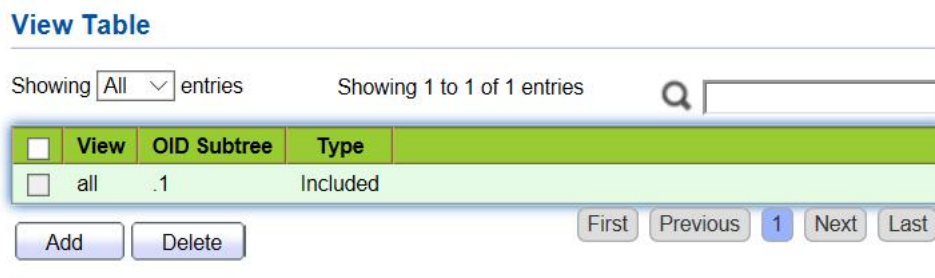 View Table
Showing All entries Showing 1 to 1 of 1 entries
View OID Subtree Type
all .1 Included
Add Delete First Previous 1 Next Last